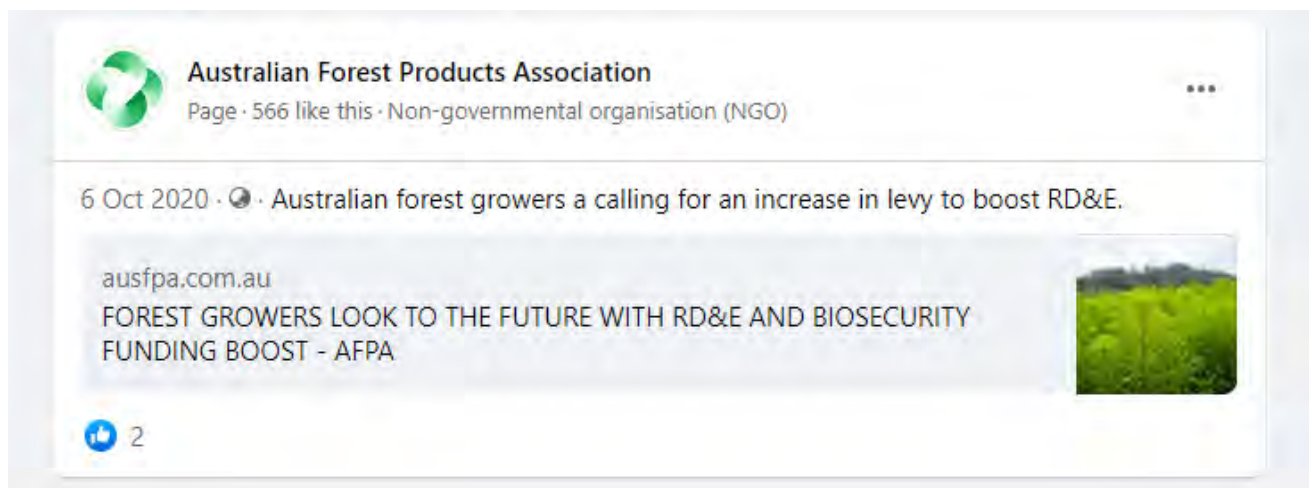 Australian Forest Products Association
Page · 566 like this · Non-governmental organisation (NGO)
6 Oct 2020 · Australian forest growers a calling for an increase in levy to boost RD&E.
ausfpa.com.au
FOREST GROWERS LOOK TO THE FUTURE WITH RD&E AND BIOSECURITY
FUNDING BOOST - AFPA
2